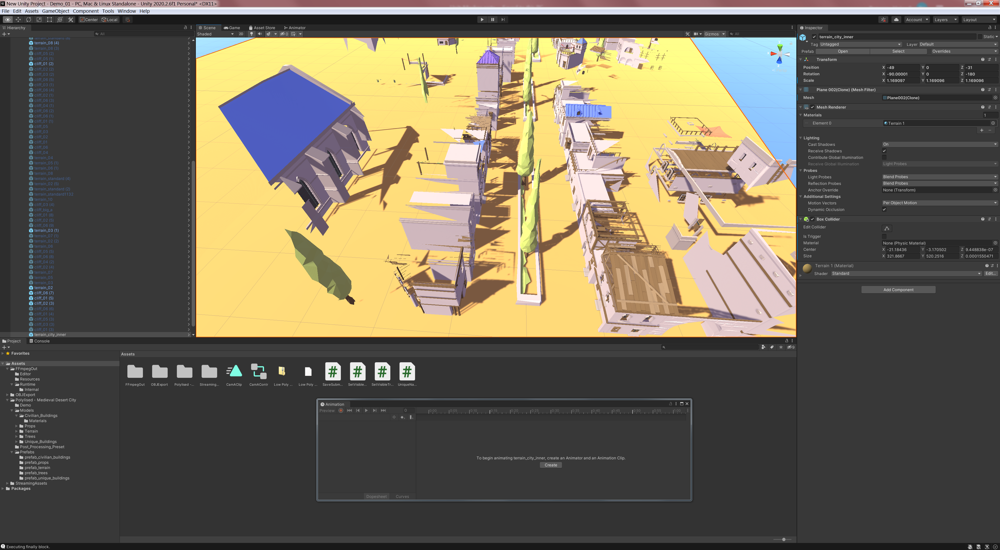 New Unity Project - Demo_01 - PC, Mac & Linux Standalone - Unity 2020.2.6f1 Personal* <DX11>
File Edit Assets GameObject Component Tools Window Help
Center Local
Account Layers Layout
Hierarchy
All
terrain_standard (6)
terrain_08 (4)
terrain_08 (3)
cliff_05 (2)
cliff_05 (1)
cliff_01 (2)
cliff_02 (2)
cliff_03 (2)
cliff_06 (5)
cliff_03 (1)
cliff_06 (4)
cliff_02 (1)
cliff_06 (3)
cliff_04 (1)
cliff_06 (2)
cliff_06 (1)
cliff_01 (1)
cliff_05
cliff_03
cliff_02
cliff_01
cliff_06
cliff_04
terrain_04
terrain_05 (1)
terrain_06 (1)
terrain_08
terrain_standard (4)
terrain_02 (5)
terrain_standard (2)
terrain_standard1132
terrain_10
cliff_03 (4)
cliff_big_a
cliff_01 (8)
cliff_02 (5)
cliff_06 (9)
terrain_03 (1)
terrain_07 (1)
terrain_02 (2)
terrain_06
cliff_05 (5)
cliff_06 (8)
cliff_04 (2)
cliff_02 (4)
terrain_07
terrain_05
terrain_03
terrain_02
cliff_06 (7)
cliff_01 (5)
cliff_02 (3)
cliff_06 (6)
cliff_01 (4)
cliff_05 (3)
cliff_03 (3)
cliff_01 (3)
terrain_city_inner
Scene Game Asset Store Animator
Shaded 2D 0 Gizmos All
y
x
z
Inspector
terrain_city_inner Static
Tag Untagged Layer Default
Prefab Open Select Overrides
Transform
Position X -49 Y 0 Z -31
Rotation X -90.00001 Y 0 Z -180
Scale X 1.169097 Y 1.169096 Z 1.169096
Plane 002(Clone) (Mesh Filter)
Mesh Plane002(Clone)
Mesh Renderer
Materials 1
Element 0 Terrain 1
Lighting
Cast Shadows On
Receive Shadows
Contribute Global Illumination
Receive Global Illumination Light Probes
Probes
Light Probes Blend Probes
Reflection Probes Blend Probes
Anchor Override None (Transform)
Additional Settings
Motion Vectors Per Object Motion
Dynamic Occlusion
Box Collider
Edit Collider
Is Trigger
Material None (Physic Material)
Center X -21.18436 Y -3.170502 Z 9.448838e-07
Size X 321.8667 Y 520.2516 Z 0.0001550471
Terrain 1 (Material)
Shader Standard Edit...
Add Component
Project Console
9
Favorites
Assets
FFmpegOut
Editor
Resources
Runtime
Internal
OBJExport
Polylised - Medieval Desert City
Demo
Models
Civilian_Buildings
Materials
Props
Terrain
Trees
Unique_Buildings
Post_Processing_Preset
Prefabs
prefab_civilian_buildings
prefab_props
prefab_terrain
prefab_trees
prefab_unique_buildings
StreamingAssets
Packages
Assets
FFmpegOut OBJExport Polylised -... Streaming... CamAClip CamAContr Low Poly ... Low Poly ... SaveSubm... SetVisible... SetVisibleTr... UniqueNa...
Animation
Preview 0 0:00 0:05 0:10 0:15 0:20 0:25 0:30 0:35 0:40 0:45 0:50 0:55 1:00
To begin animating terrain_city_inner, create an Animator and an Animation Clip.
Create
Dopesheet Curves
Executing finally block.